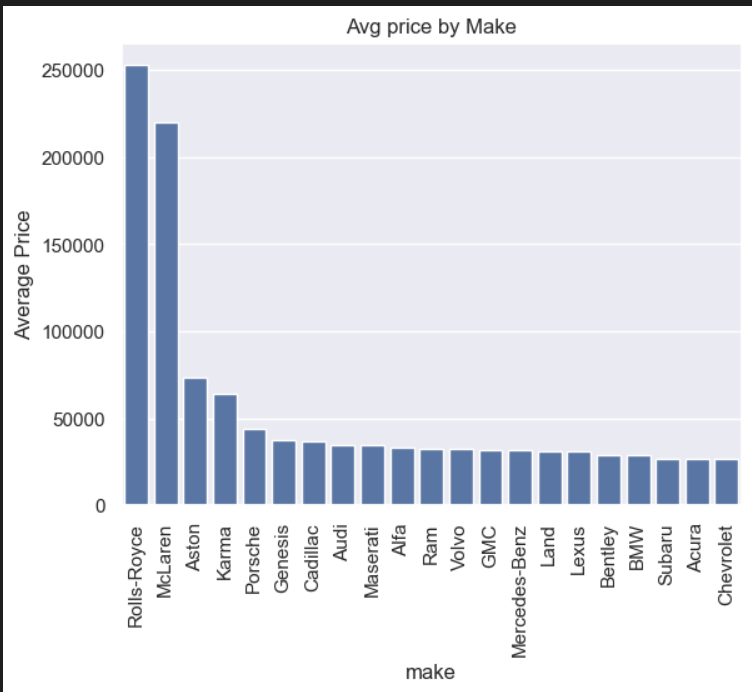 Avg price by Make
Average Price
250000
200000
150000
100000
50000
0
Rolls-Royce
McLaren
Aston
Karma
Porsche
Genesis
Cadillac
Audi
Maserati
Alfa
Ram
Volvo
GMC
Mercedes-Benz
Land
Lexus
Bentley
BMW
Subaru
Acura
Chevrolet
make